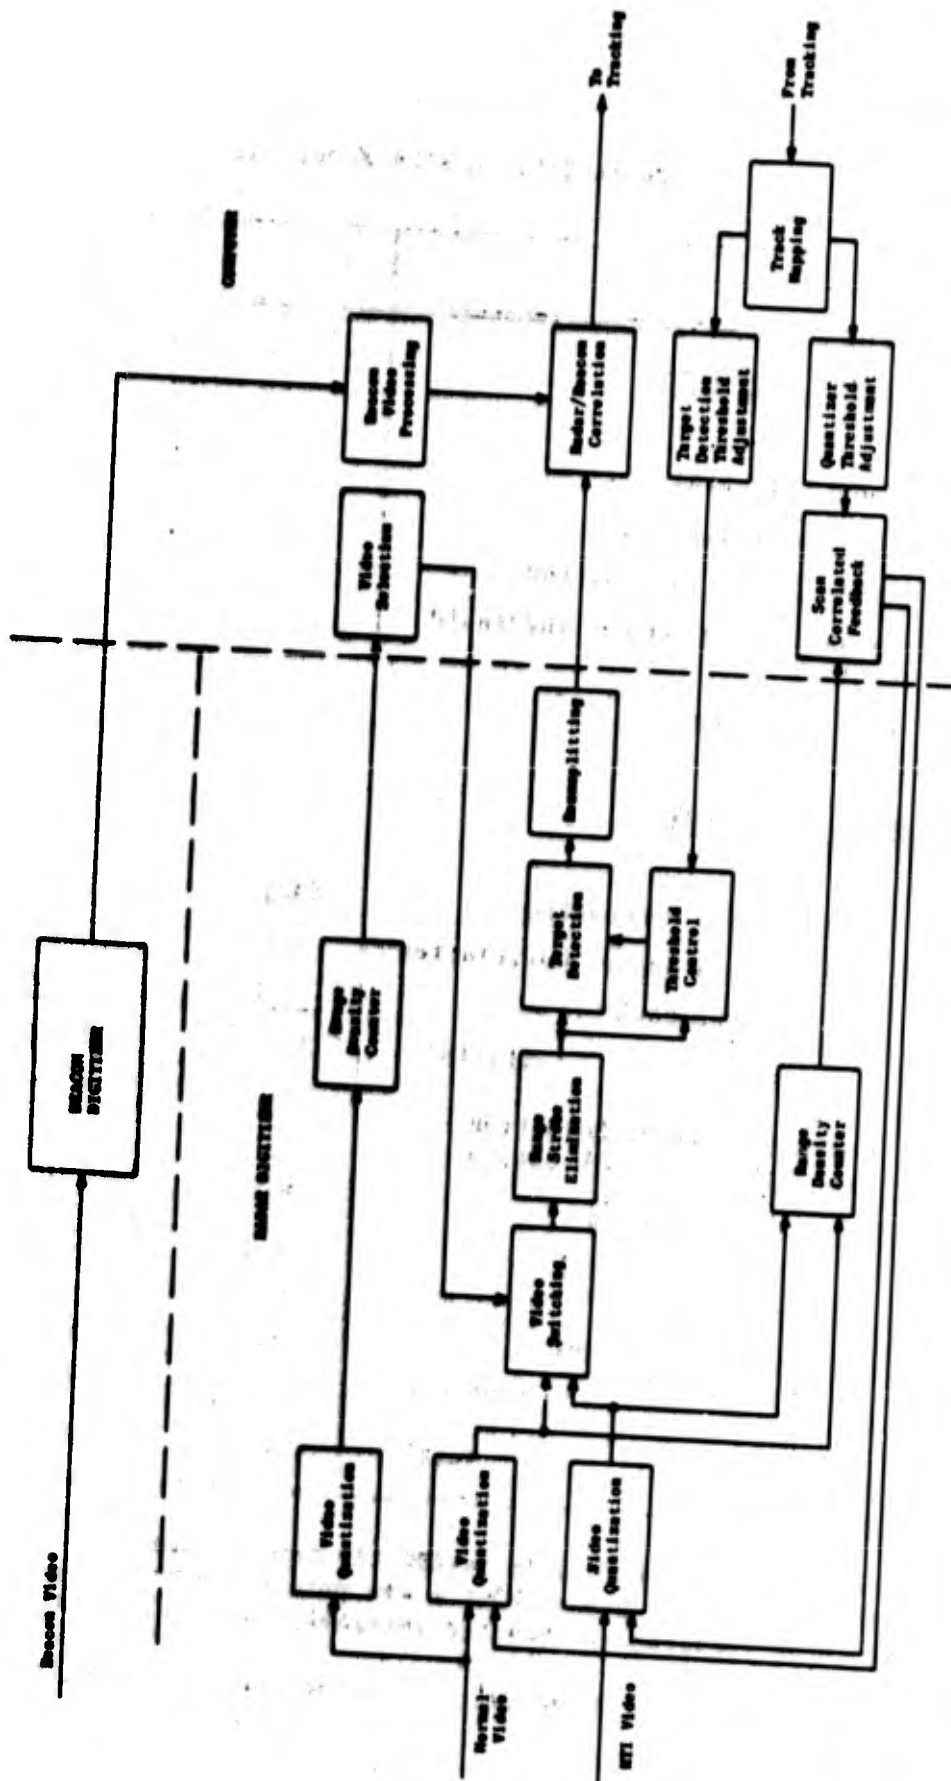 Beacon Video
BEACON
DIGITIZER
COMPUTER
RADAR DIGITIZER
Video
Quantization
Range
Density
Counter
Video
Selection
Beacon
Video
Processing
Normal
Video
Video
Quantization
MTI Video
Video
Quantization
Video
Switching
Range
Strobe
Elimination
Target
Detection
Beamsplitting
Radar/Beacon
Correlation
To
Tracking
Threshold
Control
Target
Detection
Threshold
Adjustment
Track
Mapping
From
Tracking
Range
Density
Counter
Scan
Correlated
Feedback
Quantizer
Threshold
Adjustment